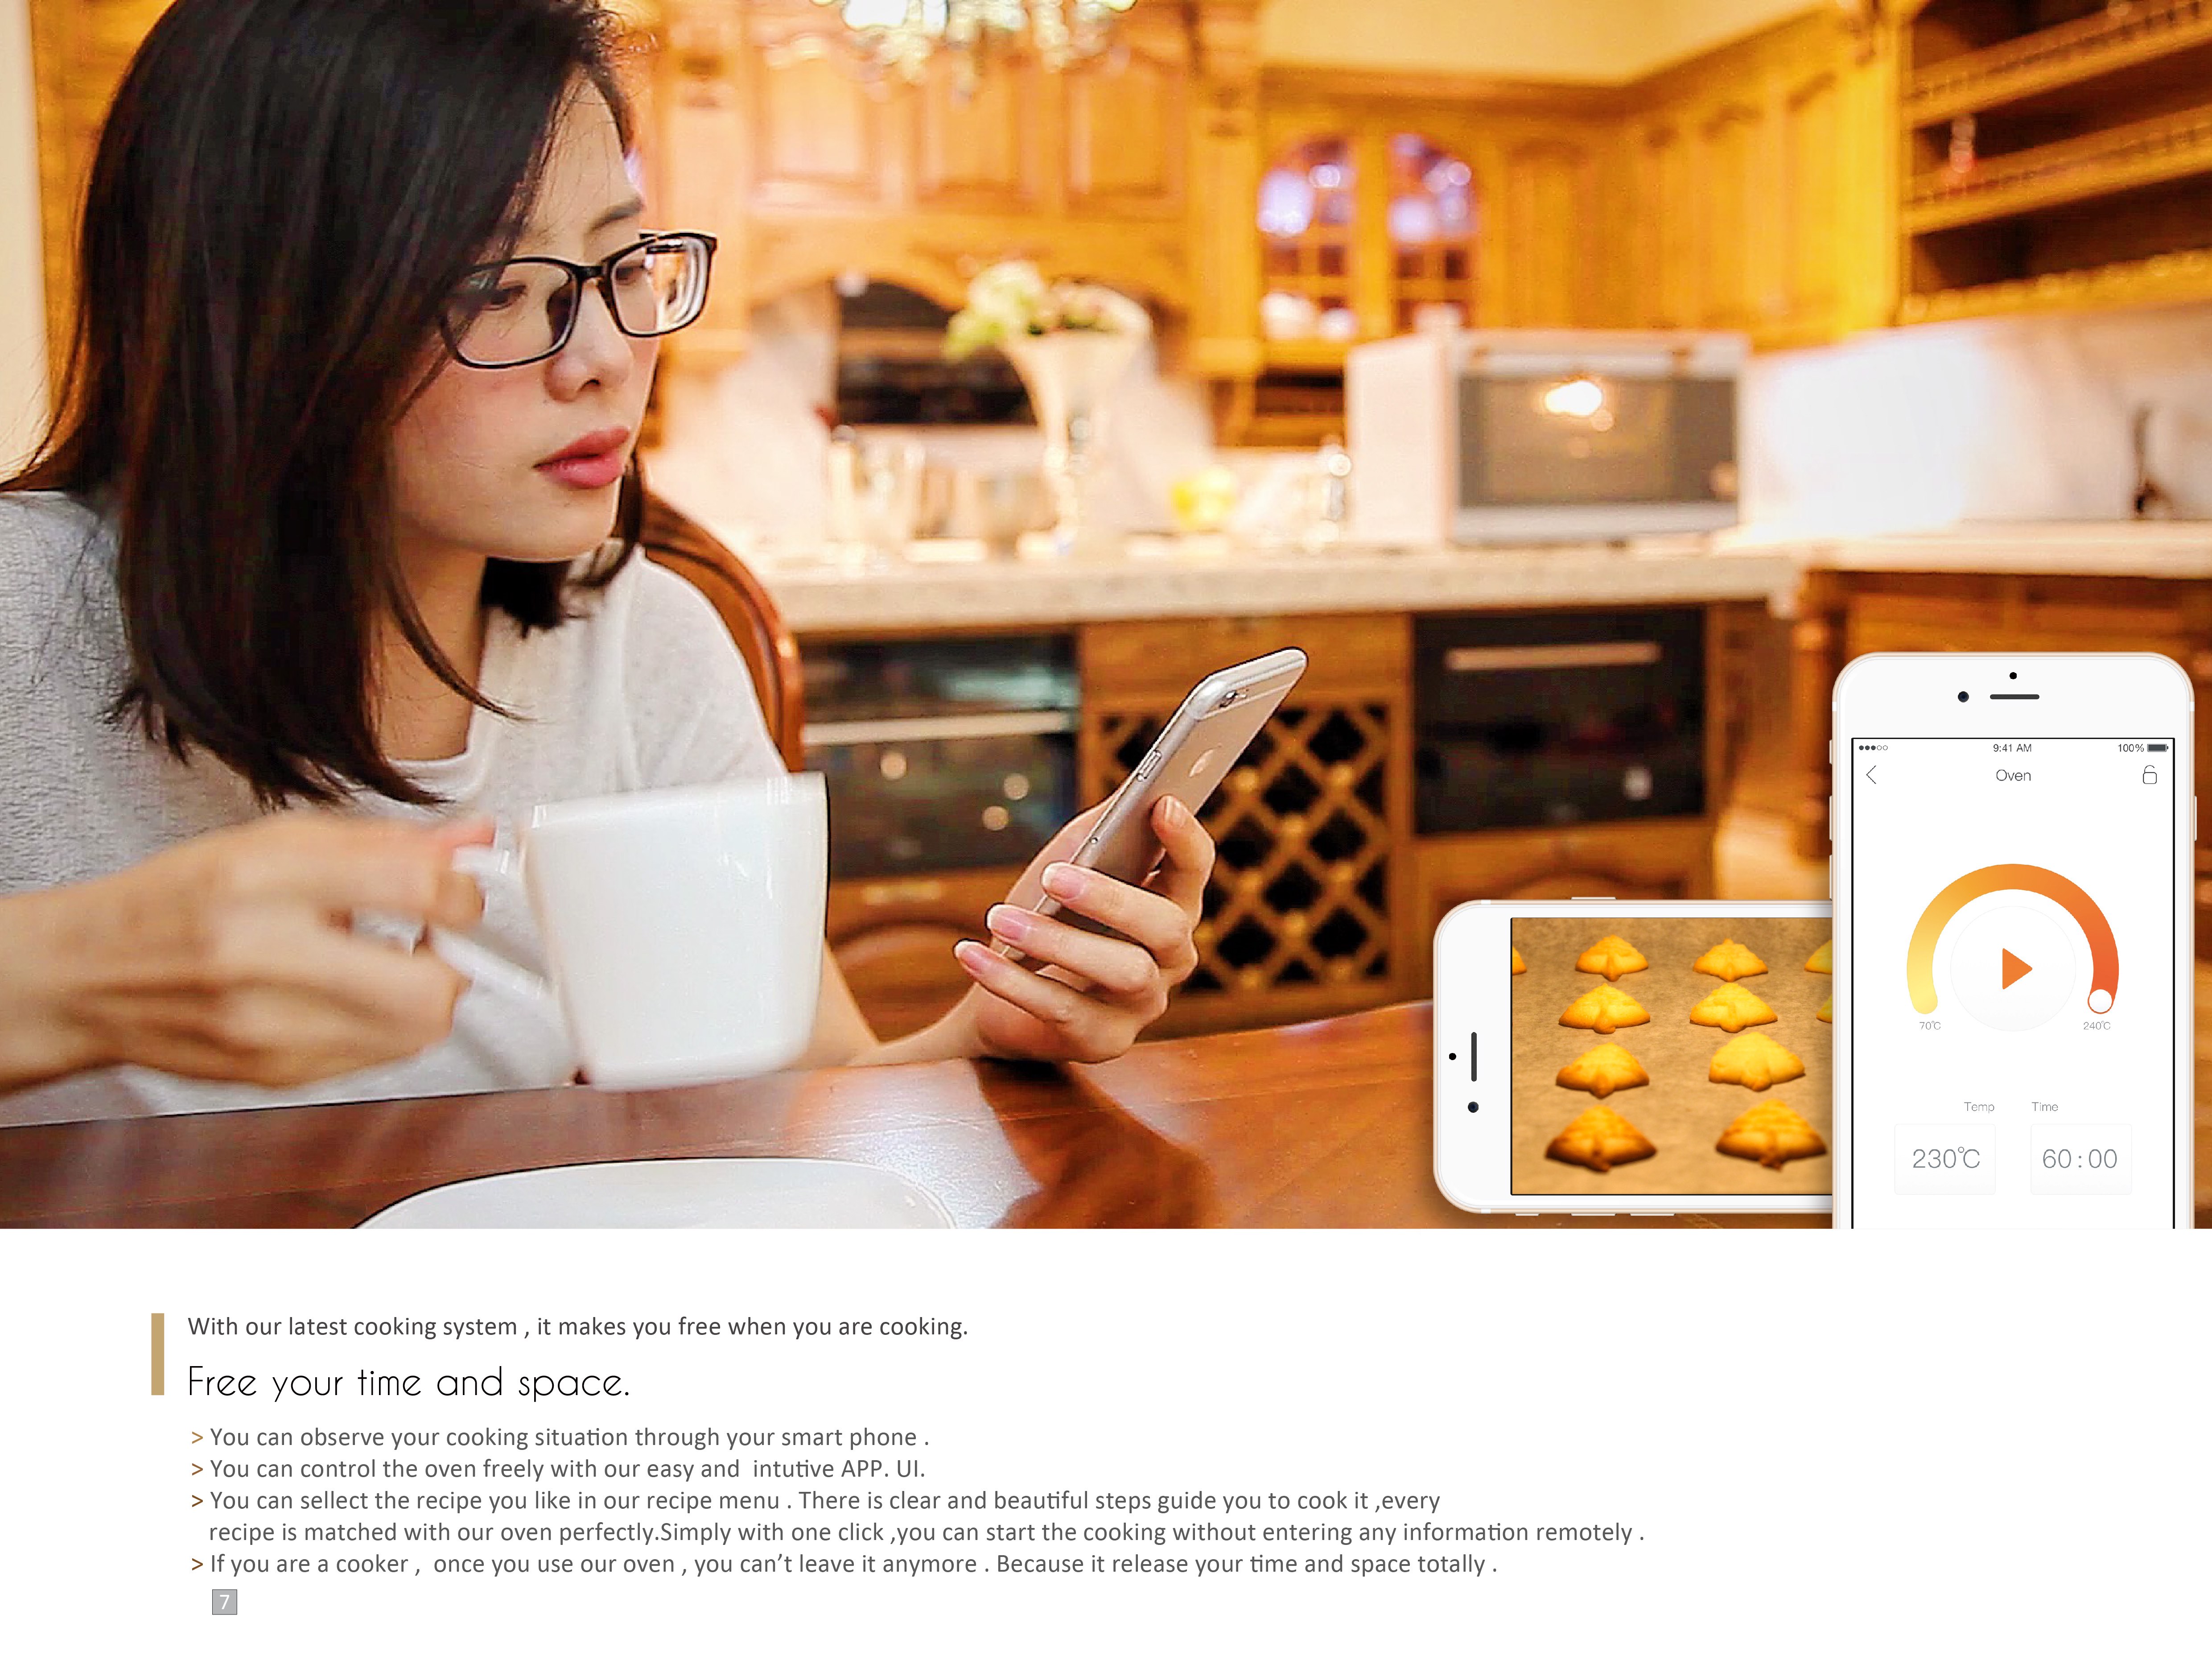 9:41 AM 100%
Oven
70℃ 240℃
Temp Time
230℃ 60:00
With our latest cooking system , it makes you free when you are cooking.
Free your time and space.
> You can observe your cooking situation through your smart phone .
> You can control the oven freely with our easy and  intutive APP. UI.
> You can sellect the recipe you like in our recipe menu . There is clear and beautiful steps guide you to cook it ,every
recipe is matched with our oven perfectly.Simply with one click ,you can start the cooking without entering any information remotely .
> If you are a cooker ,  once you use our oven , you can’t leave it anymore . Because it release your time and space totally .
7